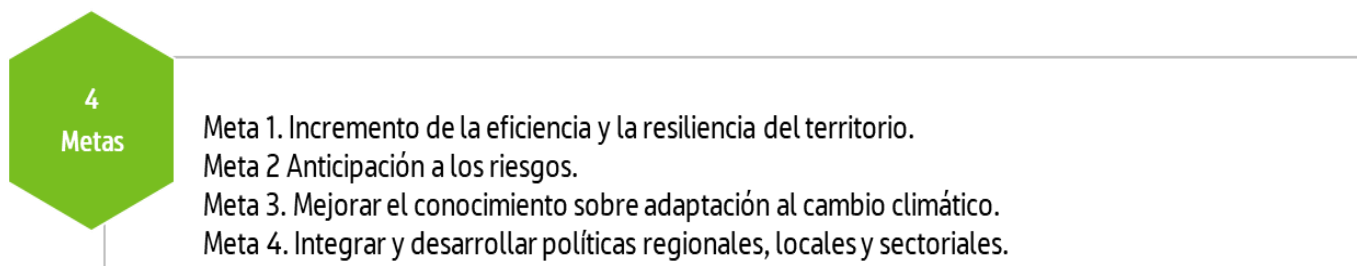 4
Metas
Meta 1. Incremento de la eficiencia y la resiliencia del territorio.
Meta 2 Anticipación a los riesgos.
Meta 3. Mejorar el conocimiento sobre adaptación al cambio climático.
Meta 4. Integrar y desarrollar políticas regionales, locales y sectoriales.